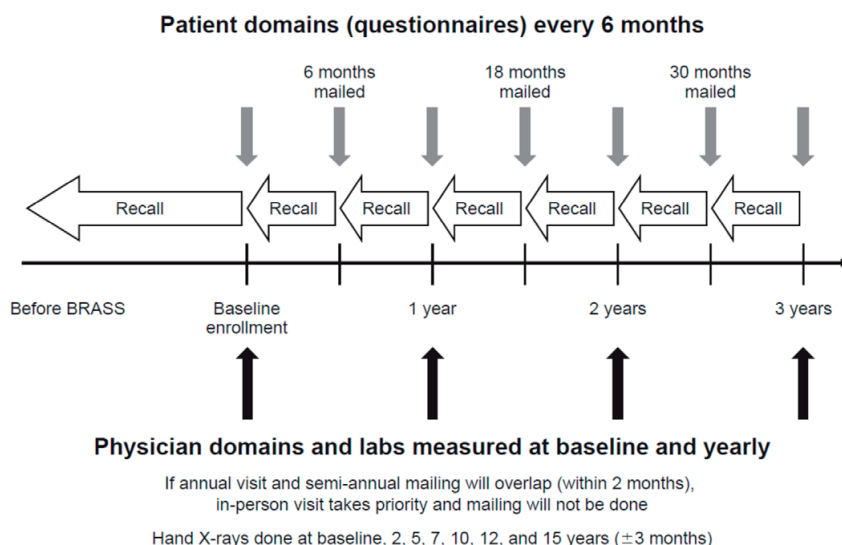 Patient domains (questionnaires) every 6 months
6 months
mailed
18 months
mailed
30 months
mailed
Recall
Recall
Recall
Recall
Recall
Recall
Recall
Before BRASS
Baseline
enrollment
1 year
2 years
3 years
Physician domains and labs measured at baseline and yearly
If annual visit and semi-annual mailing will overlap (within 2 months),
in-person visit takes priority and mailing will not be done
Hand X-rays done at baseline, 2, 5, 7, 10, 12, and 15 years (±3 months)